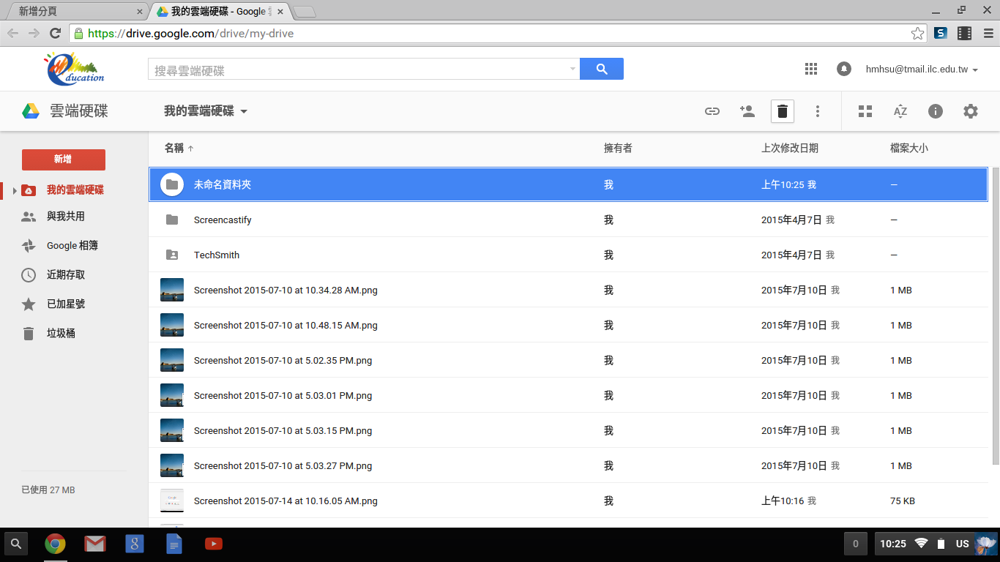 新增分頁
我的雲端硬碟 - Google
https://drive.google.com/drive/my-drive
S
ducation
搜尋雲端硬碟
hmhsu@tmail.ilc.edu.tw
雲端硬碟
我的雲端硬碟
AZ
新增
我的雲端硬碟
與我共用
Google 相簿
近期存取
已加星號
垃圾桶
已使用 27 MB
名稱 ↑ 擁有者 上次修改日期 檔案大小
未命名資料夾 我 上午10:25 我 —
Screencastify 我 2015年4月7日 我 —
TechSmith 我 2015年4月7日 我 —
Screenshot 2015-07-10 at 10.34.28 AM.png 我 2015年7月10日 我 1 MB
Screenshot 2015-07-10 at 10.48.15 AM.png 我 2015年7月10日 我 1 MB
Screenshot 2015-07-10 at 5.02.35 PM.png 我 2015年7月10日 我 1 MB
Screenshot 2015-07-10 at 5.03.01 PM.png 我 2015年7月10日 我 1 MB
Screenshot 2015-07-10 at 5.03.15 PM.png 我 2015年7月10日 我 1 MB
Screenshot 2015-07-10 at 5.03.27 PM.png 我 2015年7月10日 我 1 MB
Screenshot 2015-07-14 at 10.16.05 AM.png 我 上午10:16 我 75 KB
8
0 10:25 US